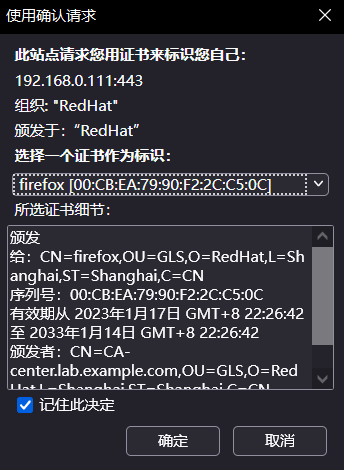 使用确认请求
此站点请求您用证书来标识您自己：
192.168.0.111:443
组织: "RedHat"
颁发于：“RedHat”
选择一个证书作为标识：
firefox [00:CB:EA:79:90:F2:2C:C5:0C]
所选证书细节：
颁发
给：CN=firefox,OU=GLS,O=RedHat,L=Sh
anghai,ST=Shanghai,C=CN
序列号：00:CB:EA:79:90:F2:2C:C5:0C
有效期从 2023年1月17日 GMT+8 22:26:42
至 2033年1月14日 GMT+8 22:26:42
颁发者：CN=CA-
center.lab.example.com,OU=GLS,O=Red
Hat,L=Shanghai,ST=Shanghai,C=CN
记住此决定
确定
取消